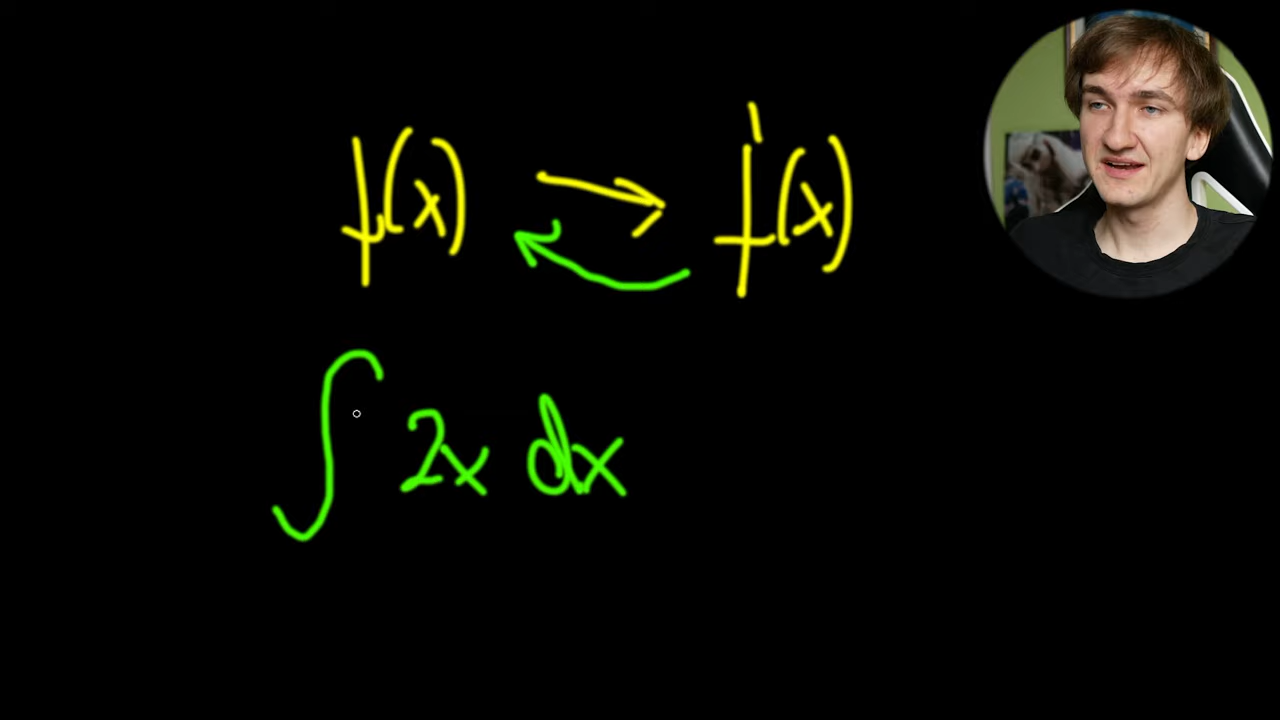 f(x) → f'(x)
∫ 2x dx